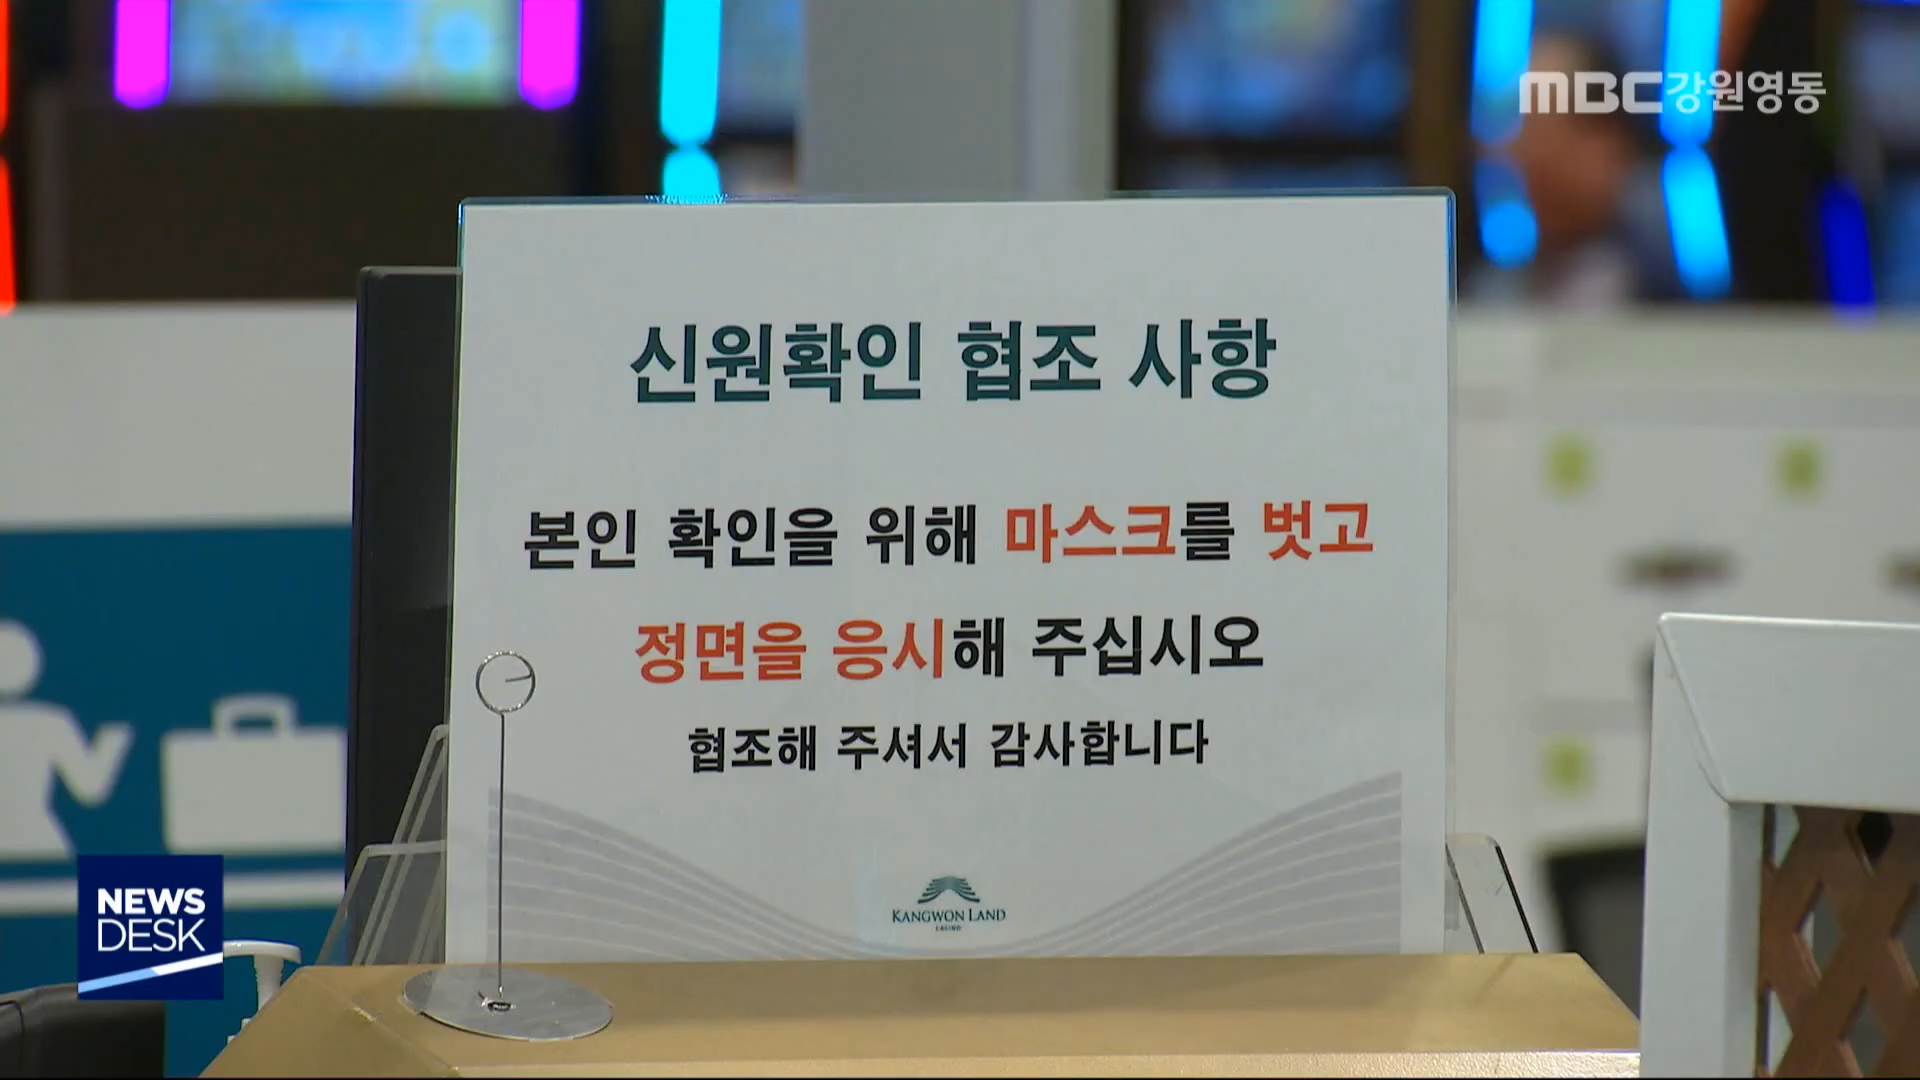 MBC강원영동
신원확인 협조 사항
본인 확인을 위해 마스크를 벗고
정면을 응시해 주십시오
협조해 주셔서 감사합니다
KANGWON LAND
CASINO
NEWS
DESK